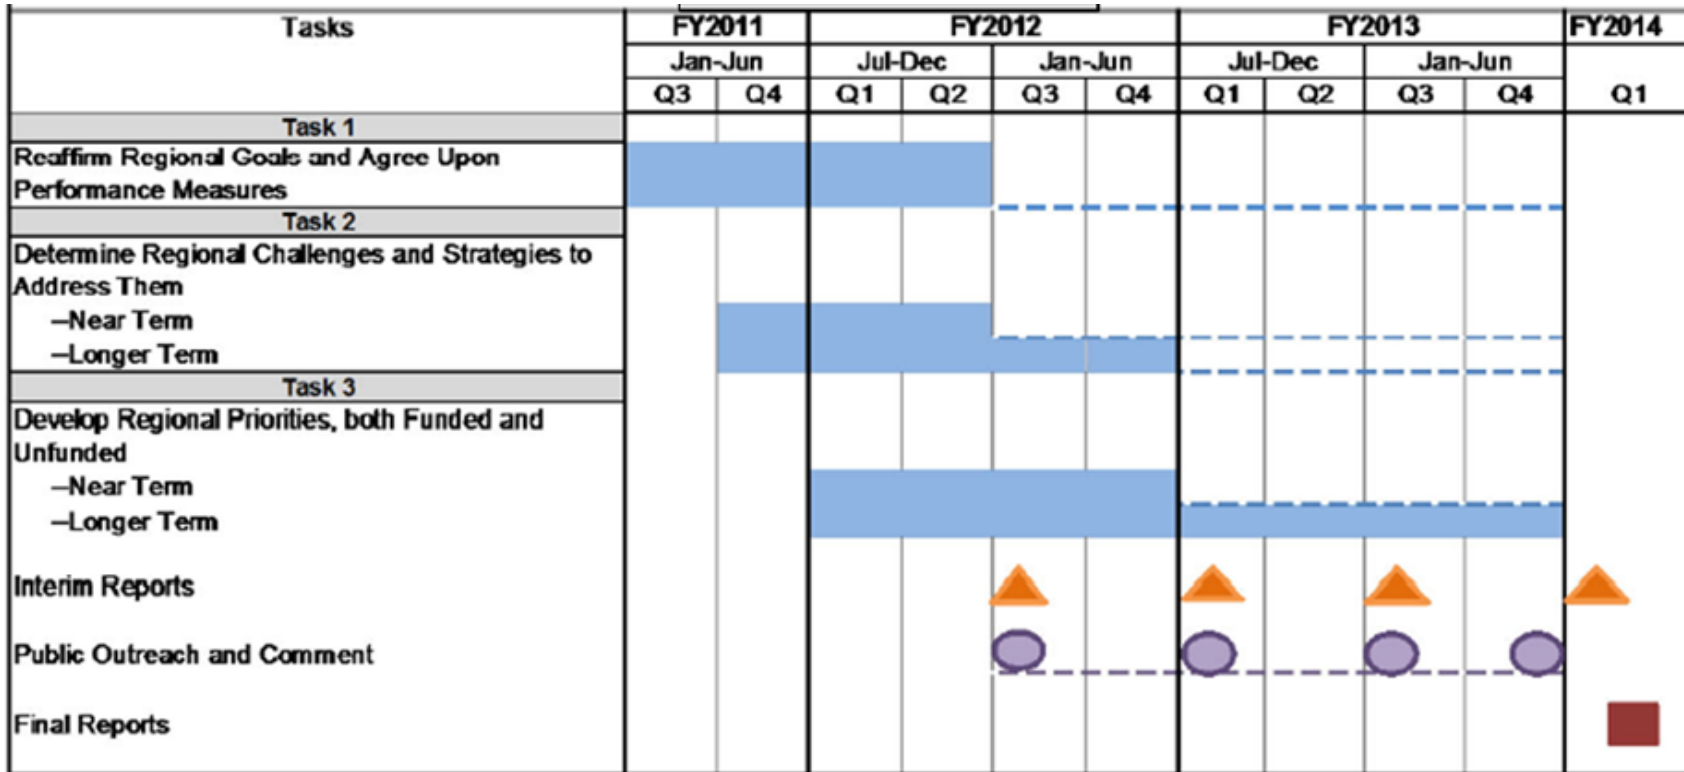 Tasks FY2011 FY2012 FY2013 FY2014
Jan-Jun Jul-Dec Jan-Jun Jul-Dec Jan-Jun
Q3 Q4 Q1 Q2 Q3 Q4 Q1 Q2 Q3 Q4 Q1
Task 1
Reaffirm Regional Goals and Agree Upon
Performance Measures
Task 2
Determine Regional Challenges and Strategies to
Address Them
—Near Term
—Longer Term
Task 3
Develop Regional Priorities, both Funded and
Unfunded
—Near Term
—Longer Term
Interim Reports
Public Outreach and Comment
Final Reports